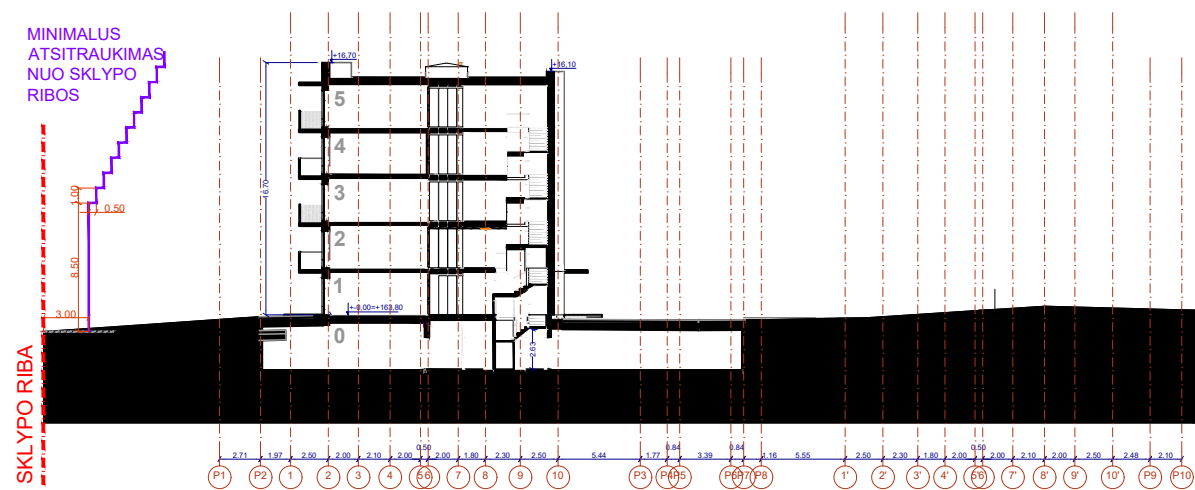 MINIMALUS
ATSITRAUKIMAS
NUO SKLYPO
RIBOS
+16,70
+16,10
5
4
3
2
1
0
16.70
1.00
0.50
8.50
3.00
+-0,00=+163,80
2.63
SKLYPO RIBA
2.71 1.97 2.50 2.00 2.10 2.00 0.50 2.00 1.80 2.30 2.50 5.44 1.77 0.84 3.39 0.84 1.16 5.55 2.50 2.30 1.80 2.00 2.00 0.50 2.10 2.00 2.50 2.48 2.10
P1 P2 1 2 3 4 5 6 7 8 9 10 P3 P4 P5 P6 P7 P8 1' 2' 3' 4' 5' 6' 7' 8' 9' 10' P9 P10